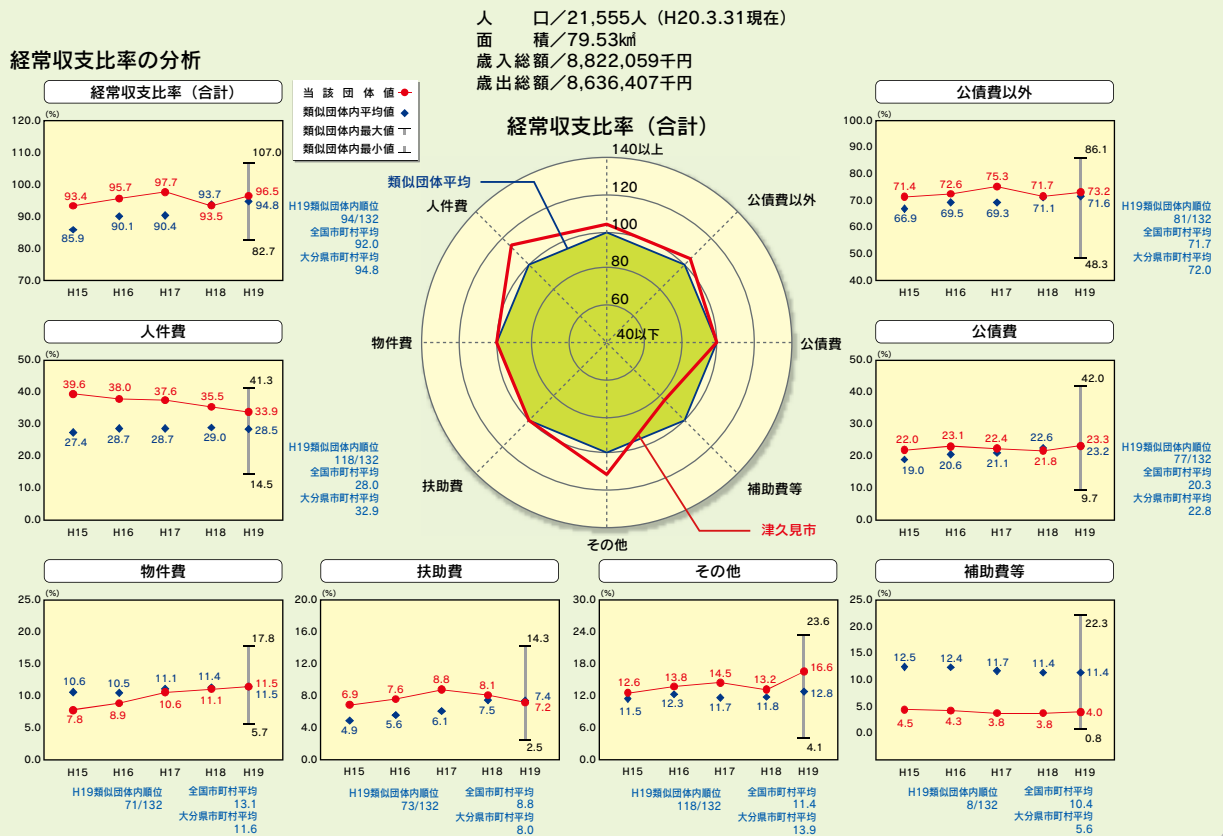 人　　口／21,555人（H20.3.31現在）
面　　積／79.53k㎡
歳入総額／8,822,059千円
歳出総額／8,636,407千円
経常収支比率の分析
当該団体値
類似団体内平均値
類似団体内最大値
類似団体内最小値
経常収支比率（合計）
(%)
120.0
110.0
100.0
90.0
80.0
70.0
93.4
95.7
97.7
93.7
93.5
107.0
96.5
94.8
82.7
85.9
90.1
90.4
H15
H16
H17
H18
H19
H19類似団体内順位
94/132
全国市町村平均
92.0
大分県市町村平均
94.8
経常収支比率（合計）
類似団体平均
140以上
120
100
80
60
40以下
人件費
公債費以外
物件費
公債費
扶助費
補助費等
その他
津久見市
公債費以外
(%)
100.0
90.0
80.0
70.0
60.0
50.0
40.0
71.4
72.6
75.3
71.7
86.1
73.2
71.6
66.9
69.5
69.3
71.1
48.3
H15
H16
H17
H18
H19
H19類似団体内順位
81/132
全国市町村平均
71.7
大分県市町村平均
72.0
人件費
(%)
50.0
40.0
30.0
20.0
10.0
0.0
39.6
38.0
37.6
35.5
41.3
33.9
28.5
27.4
28.7
28.7
29.0
14.5
H15
H16
H17
H18
H19
H19類似団体内順位
118/132
全国市町村平均
28.0
大分県市町村平均
32.9
公債費
(%)
50.0
40.0
30.0
20.0
10.0
0.0
22.0
23.1
22.4
22.6
42.0
23.3
23.2
19.0
20.6
21.1
21.8
9.7
H15
H16
H17
H18
H19
H19類似団体内順位
77/132
全国市町村平均
20.3
大分県市町村平均
22.8
物件費
(%)
25.0
20.0
15.0
10.0
5.0
0.0
10.6
10.5
11.1
11.4
17.8
11.5
11.5
7.8
8.9
10.6
11.1
5.7
H15
H16
H17
H18
H19
H19類似団体内順位
71/132
全国市町村平均
13.1
大分県市町村平均
11.6
扶助費
(%)
20.0
16.0
12.0
8.0
4.0
0.0
6.9
7.6
8.8
8.1
14.3
7.4
7.2
4.9
5.6
6.1
7.5
2.5
H15
H16
H17
H18
H19
H19類似団体内順位
73/132
全国市町村平均
8.8
大分県市町村平均
8.0
その他
(%)
30.0
24.0
18.0
12.0
6.0
0.0
12.6
13.8
14.5
13.2
23.6
16.6
12.8
11.5
12.3
11.7
11.8
4.1
H15
H16
H17
H18
H19
H19類似団体内順位
118/132
全国市町村平均
11.4
大分県市町村平均
13.9
補助費等
(%)
25.0
20.0
15.0
10.0
5.0
0.0
12.5
12.4
11.7
11.4
22.3
11.4
4.5
4.3
3.8
3.8
4.0
0.8
H15
H16
H17
H18
H19
H19類似団体内順位
8/132
全国市町村平均
10.4
大分県市町村平均
5.6